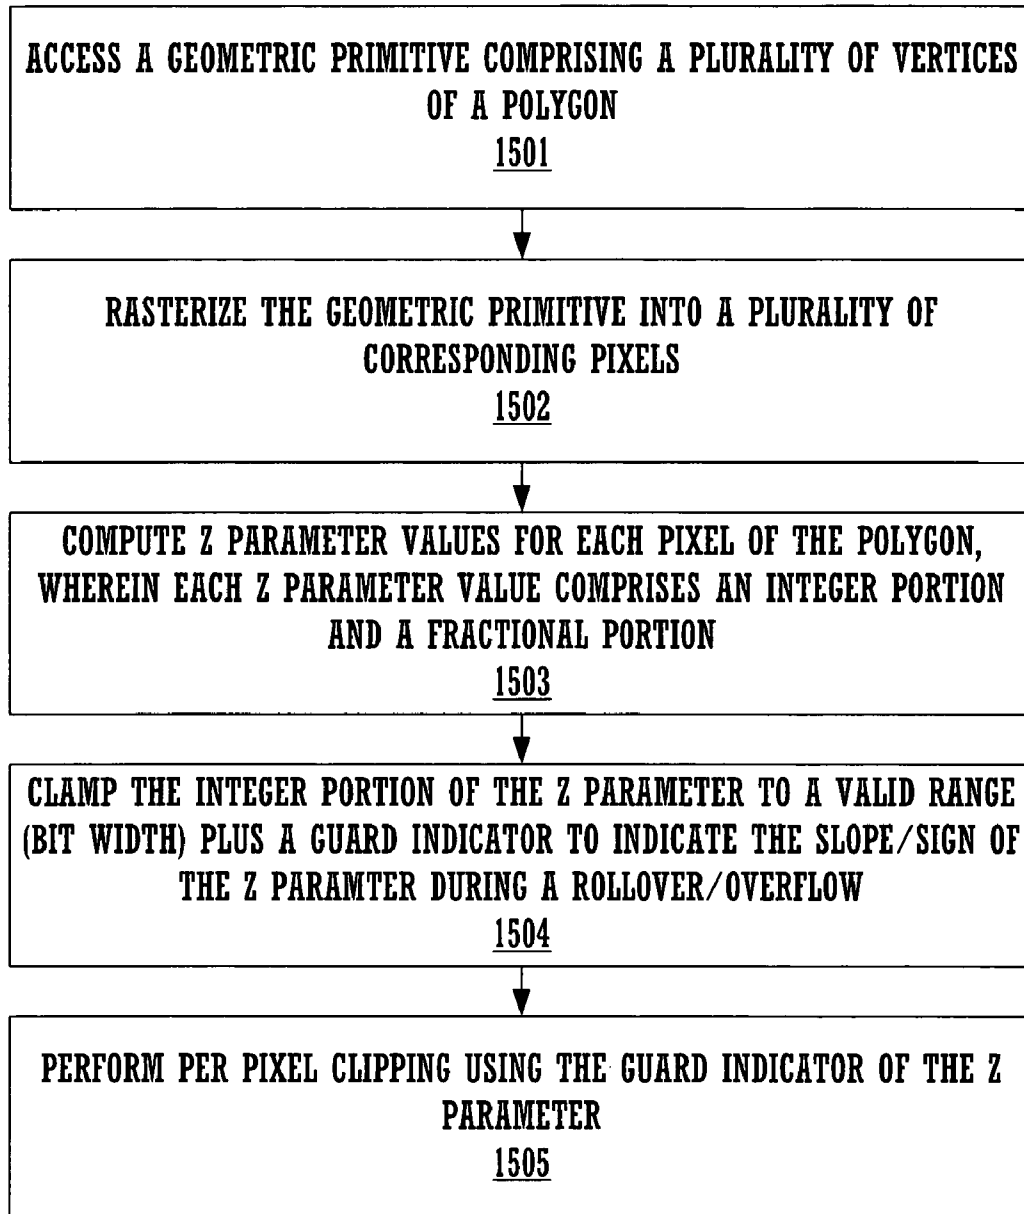 ACCESS A GEOMETRIC PRIMITIVE COMPRISING A PLURALITY OF VERTICES
OF A POLYGON
1501
RASTERIZE THE GEOMETRIC PRIMITIVE INTO A PLURALITY OF
CORRESPONDING PIXELS
1502
COMPUTE Z PARAMETER VALUES FOR EACH PIXEL OF THE POLYGON,
WHEREIN EACH Z PARAMETER VALUE COMPRISES AN INTEGER PORTION
AND A FRACTIONAL PORTION
1503
CLAMP THE INTEGER PORTION OF THE Z PARAMETER TO A VALID RANGE
(BIT WIDTH) PLUS A GUARD INDICATOR TO INDICATE THE SLOPE/SIGN OF
THE Z PARAMTER DURING A ROLLOVER/OVERFLOW
1504
PERFORM PER PIXEL CLIPPING USING THE GUARD INDICATOR OF THE Z
PARAMETER
1505